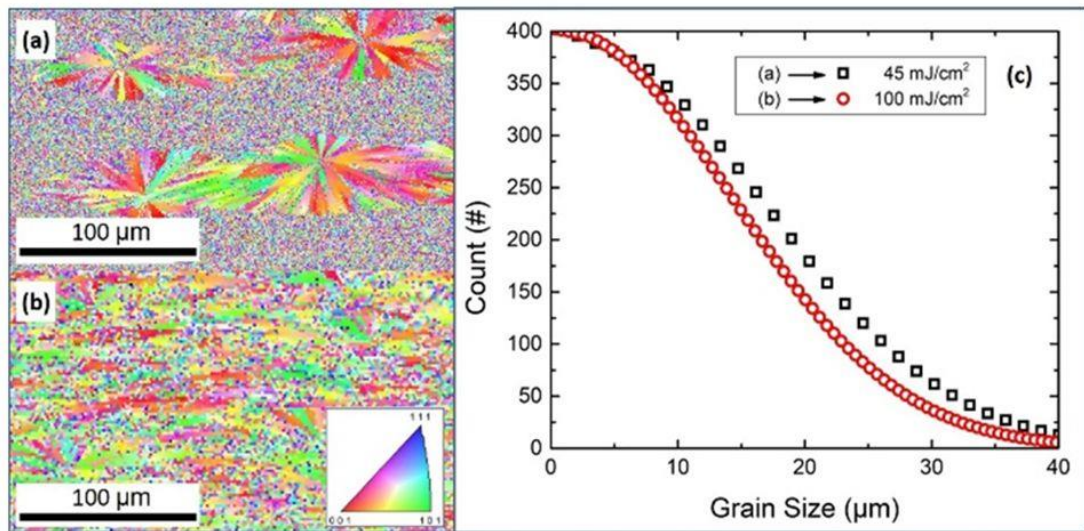 (a)
100 µm
(b)
100 µm
111
001
101
(c)
(a) 45 mJ/cm²
(b) 100 mJ/cm²
Count (#)
400
350
300
250
200
150
100
50
0
0 10 20 30 40
Grain Size (µm)